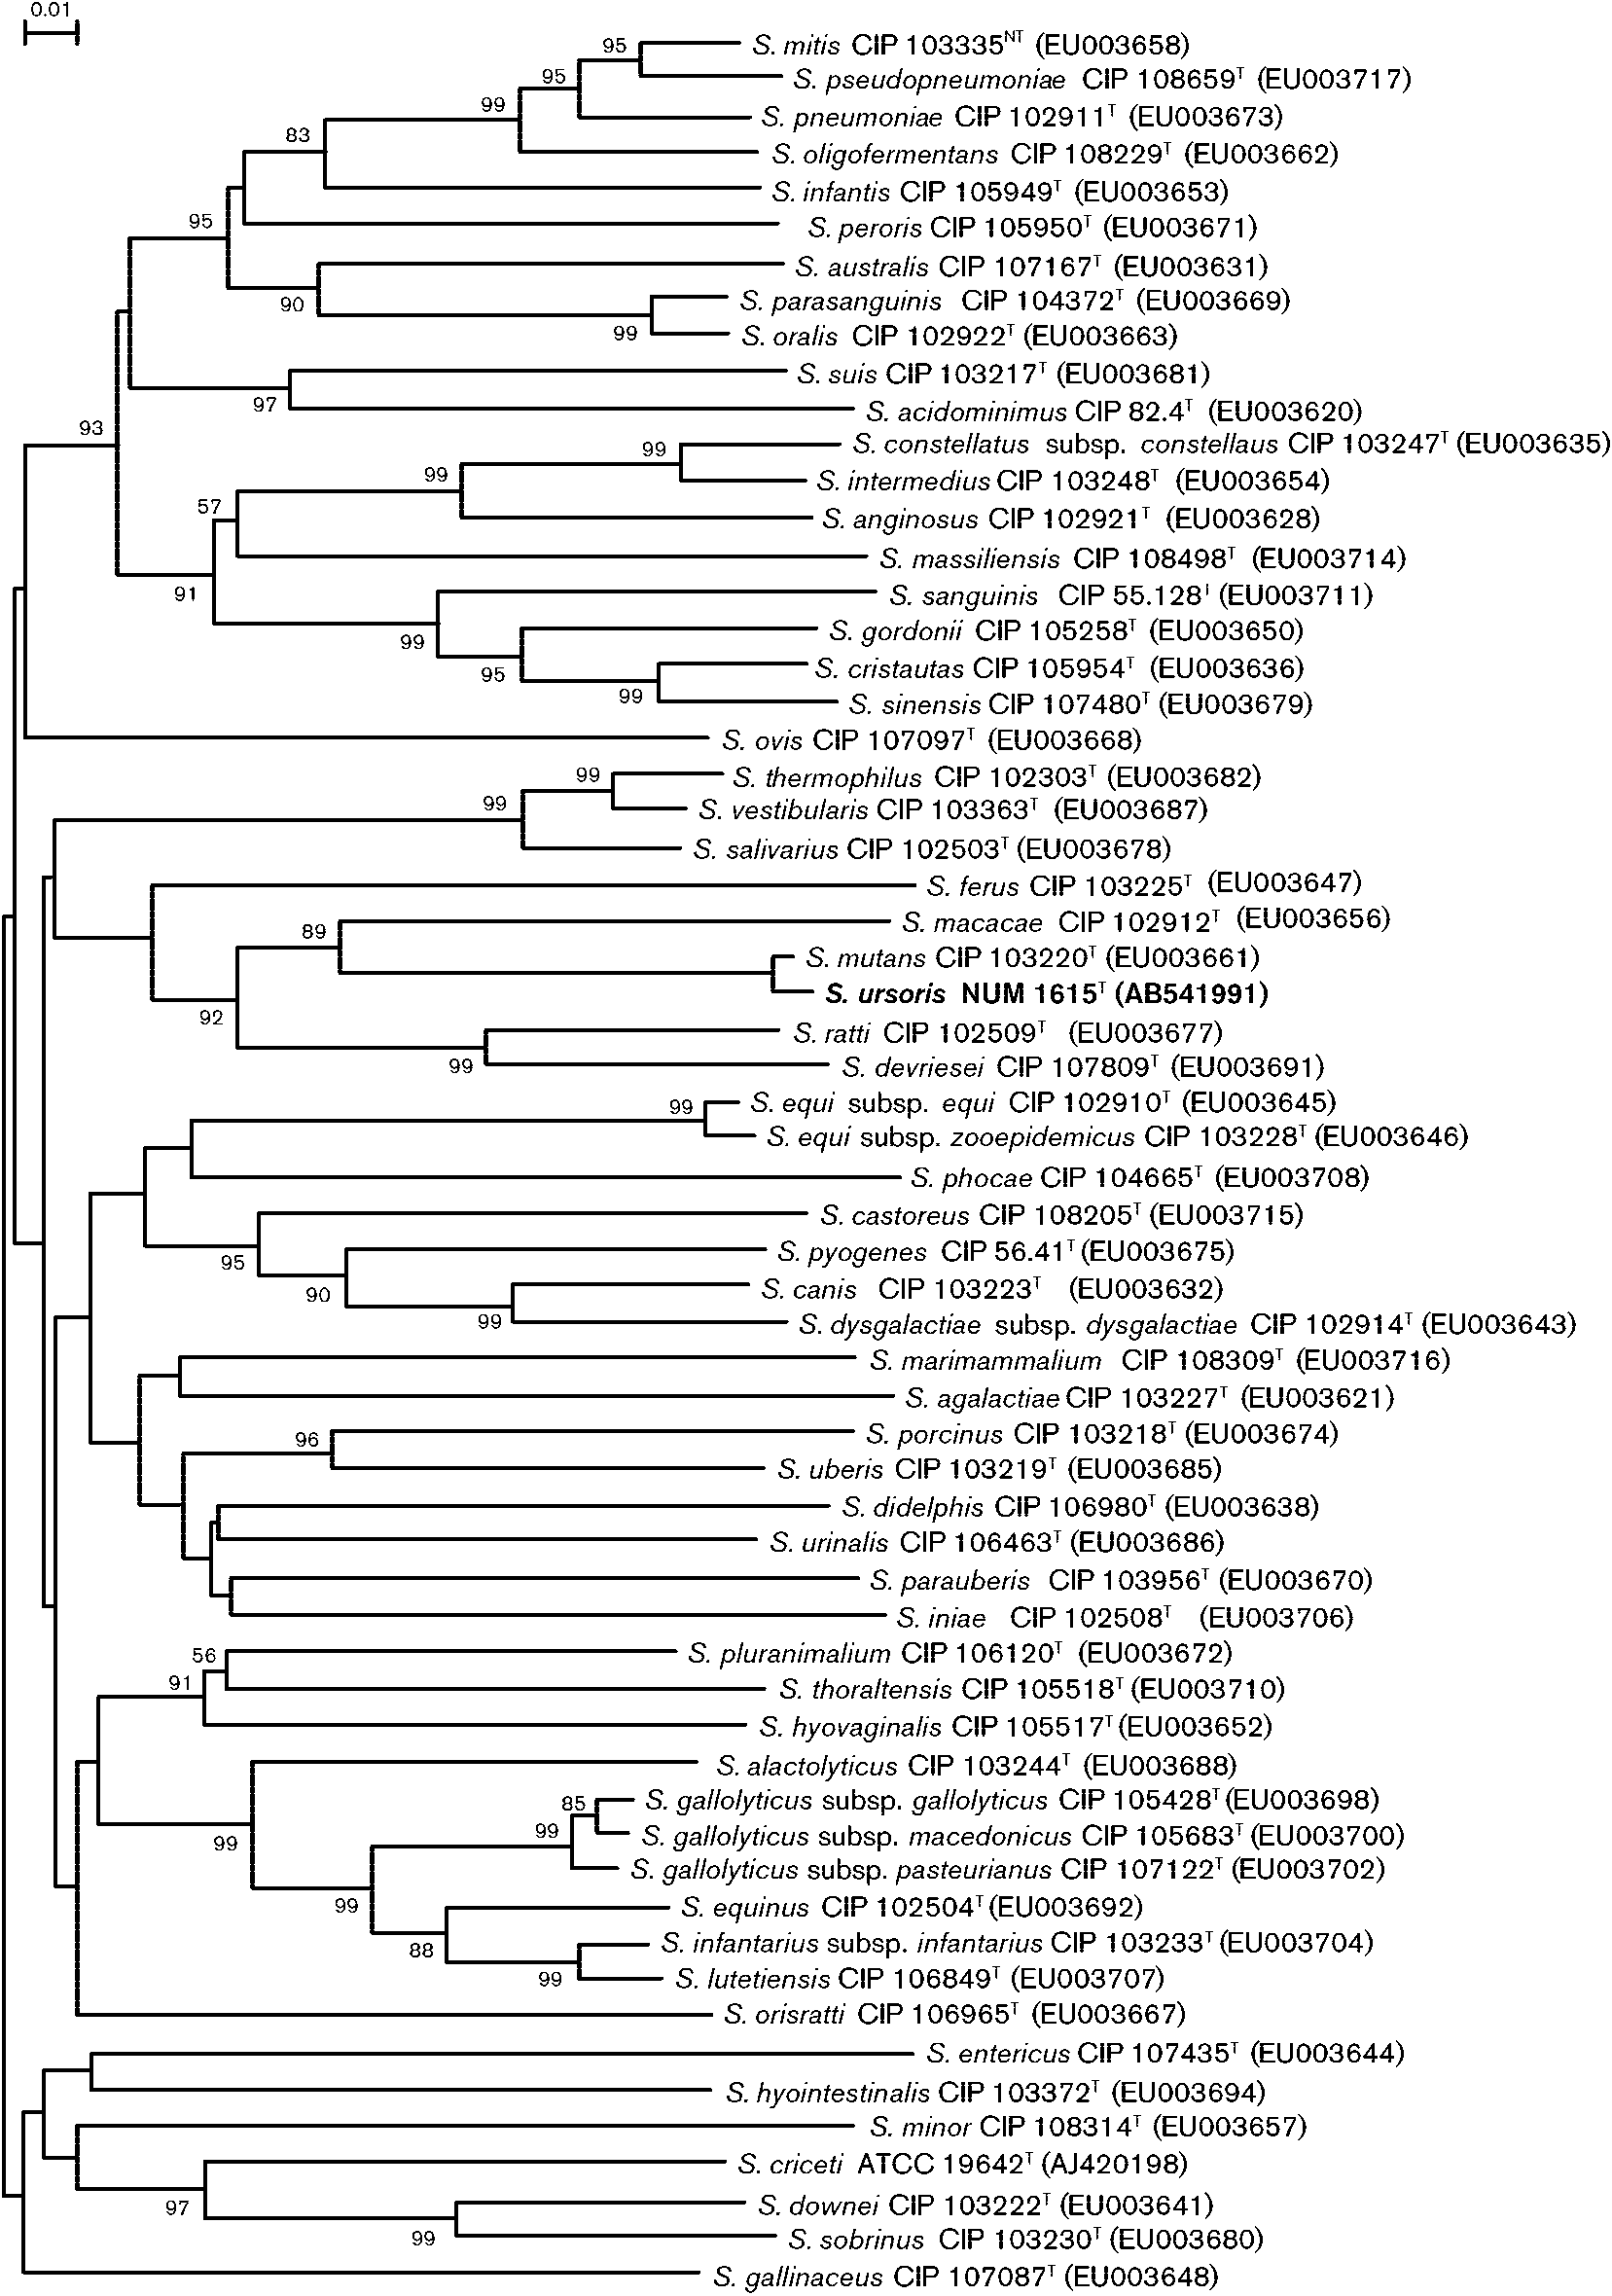 0.01
95 S. mitis CIP 103335NT (EU003658)
95 S. pseudopneumoniae CIP 108659T (EU003717)
99 S. pneumoniae CIP 102911T (EU003673)
83 S. oligofermentans CIP 108229T (EU003662)
S. infantis CIP 105949T (EU003653)
95 S. peroris CIP 105950T (EU003671)
S. australis CIP 107167T (EU003631)
90 S. parasanguinis CIP 104372T (EU003669)
99 S. oralis CIP 102922T (EU003663)
S. suis CIP 103217T (EU003681)
97 S. acidominimus CIP 82.4T (EU003620)
93 99 S. constellatus subsp. constellaus CIP 103247T (EU003635)
99 S. intermedius CIP 103248T (EU003654)
57 S. anginosus CIP 102921T (EU003628)
S. massiliensis CIP 108498T (EU003714)
91 S. sanguinis CIP 55.128T (EU003711)
99 S. gordonii CIP 105258T (EU003650)
95 S. cristautas CIP 105954T (EU003636)
99 S. sinensis CIP 107480T (EU003679)
S. ovis CIP 107097T (EU003668)
99 S. thermophilus CIP 102303T (EU003682)
99 S. vestibularis CIP 103363T (EU003687)
S. salivarius CIP 102503T (EU003678)
S. ferus CIP 103225T (EU003647)
89 S. macacae CIP 102912T (EU003656)
S. mutans CIP 103220T (EU003661)
S. ursoris NUM 1615T (AB541991)
92 S. ratti CIP 102509T (EU003677)
99 S. devriesei CIP 107809T (EU003691)
99 S. equi subsp. equi CIP 102910T (EU003645)
S. equi subsp. zooepidemicus CIP 103228T (EU003646)
S. phocae CIP 104665T (EU003708)
S. castoreus CIP 108205T (EU003715)
95 S. pyogenes CIP 56.41T (EU003675)
90 S. canis CIP 103223T (EU003632)
99 S. dysgalactiae subsp. dysgalactiae CIP 102914T (EU003643)
S. marimammalium CIP 108309T (EU003716)
S. agalactiae CIP 103227T (EU003621)
96 S. porcinus CIP 103218T (EU003674)
S. uberis CIP 103219T (EU003685)
S. didelphis CIP 106980T (EU003638)
S. urinalis CIP 106463T (EU003686)
S. parauberis CIP 103956T (EU003670)
S. iniae CIP 102508T (EU003706)
56 S. pluranimalium CIP 106120T (EU003672)
91 S. thoraltensis CIP 105518T (EU003710)
S. hyovaginalis CIP 105517T (EU003652)
S. alactolyticus CIP 103244T (EU003688)
85 S. gallolyticus subsp. gallolyticus CIP 105428T (EU003698)
99 99 S. gallolyticus subsp. macedonicus CIP 105683T (EU003700)
S. gallolyticus subsp. pasteurianus CIP 107122T (EU003702)
99 S. equinus CIP 102504T (EU003692)
88 S. infantarius subsp. infantarius CIP 103233T (EU003704)
99 S. lutetiensis CIP 106849T (EU003707)
S. orisratti CIP 106965T (EU003667)
S. entericus CIP 107435T (EU003644)
S. hyointestinalis CIP 103372T (EU003694)
S. minor CIP 108314T (EU003657)
S. criceti ATCC 19642T (AJ420198)
97 S. downei CIP 103222T (EU003641)
99 S. sobrinus CIP 103230T (EU003680)
S. gallinaceus CIP 107087T (EU003648)